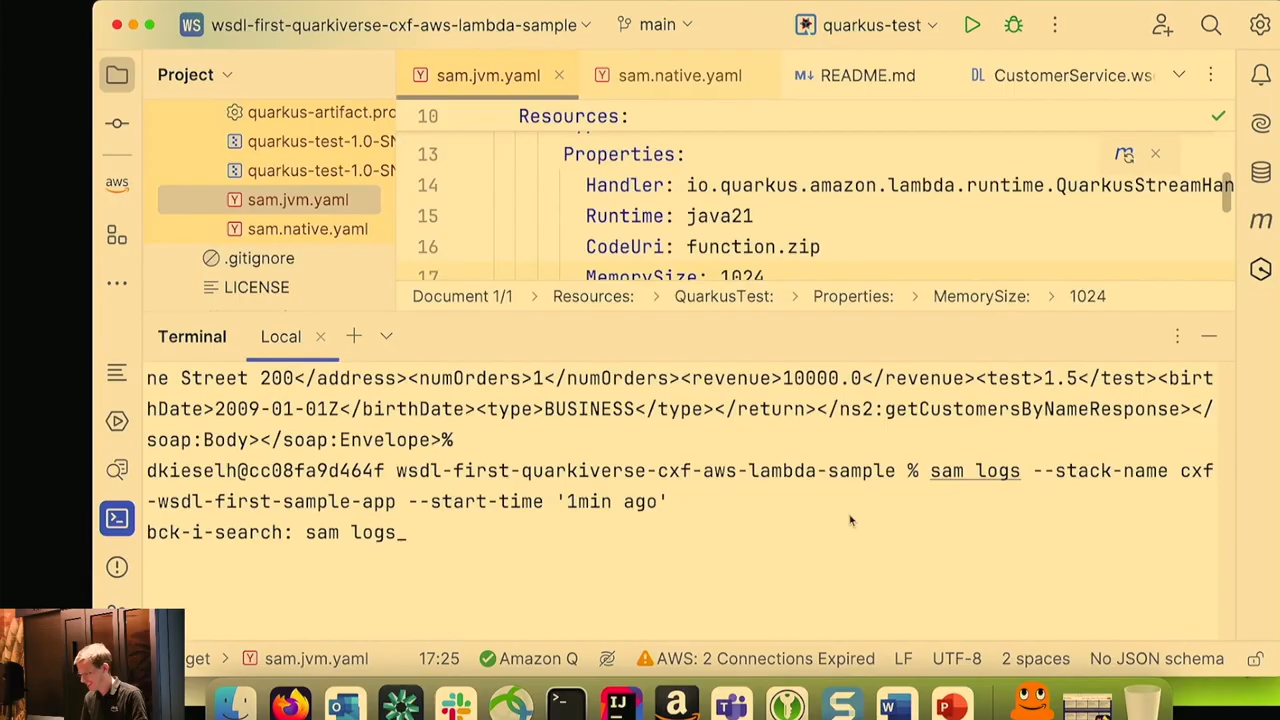 WS wsdl-first-quarkiverse-cxf-aws-lambda-sample main quarkus-test
Project
sam.jvm.yaml sam.native.yaml README.md DL CustomerService.ws
quarkus-artifact.pro
quarkus-test-1.0-SN
quarkus-test-1.0-SN
sam.jvm.yaml
sam.native.yaml
.gitignore
LICENSE
aws
10 Resources:
13 Properties:
14 Handler: io.quarkus.amazon.lambda.runtime.QuarkusStreamHan
15 Runtime: java21
16 CodeUri: function.zip
17 MemorySize: 1024
Document 1/1 > Resources: > QuarkusTest: > Properties: > MemorySize: > 1024
Terminal Local
ne Street 200</address><numOrders>1</numOrders><revenue>10000.0</revenue><test>1.5</test><birt
hDate>2009-01-01Z</birthDate><type>BUSINESS</type></return></ns2:getCustomersByNameResponse></
soap:Body></soap:Envelope>%
dkieselh@cc08fa9d464f wsdl-first-quarkiverse-cxf-aws-lambda-sample % sam logs --stack-name cxf
-wsdl-first-sample-app --start-time '1min ago'
bck-i-search: sam logs_
get > sam.jvm.yaml 17:25 Amazon Q AWS: 2 Connections Expired LF UTF-8 2 spaces No JSON schema